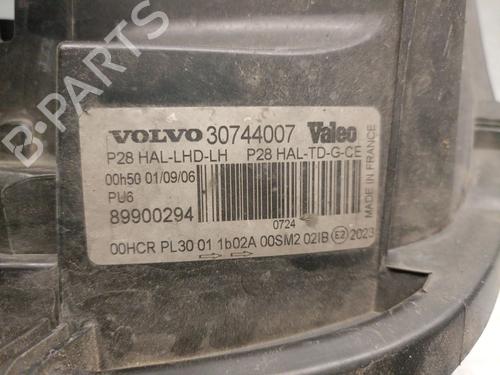 B-PARTS
VOLVO 30744007 Valeo
P28 HAL-LHD-LH P28 HAL-TD-G-CE
00h50 01/09/06
PU6
89900294
0724
MADE IN FRANCE
00HCR PL30 01 1b02A 00SM2 02IB E2 2023